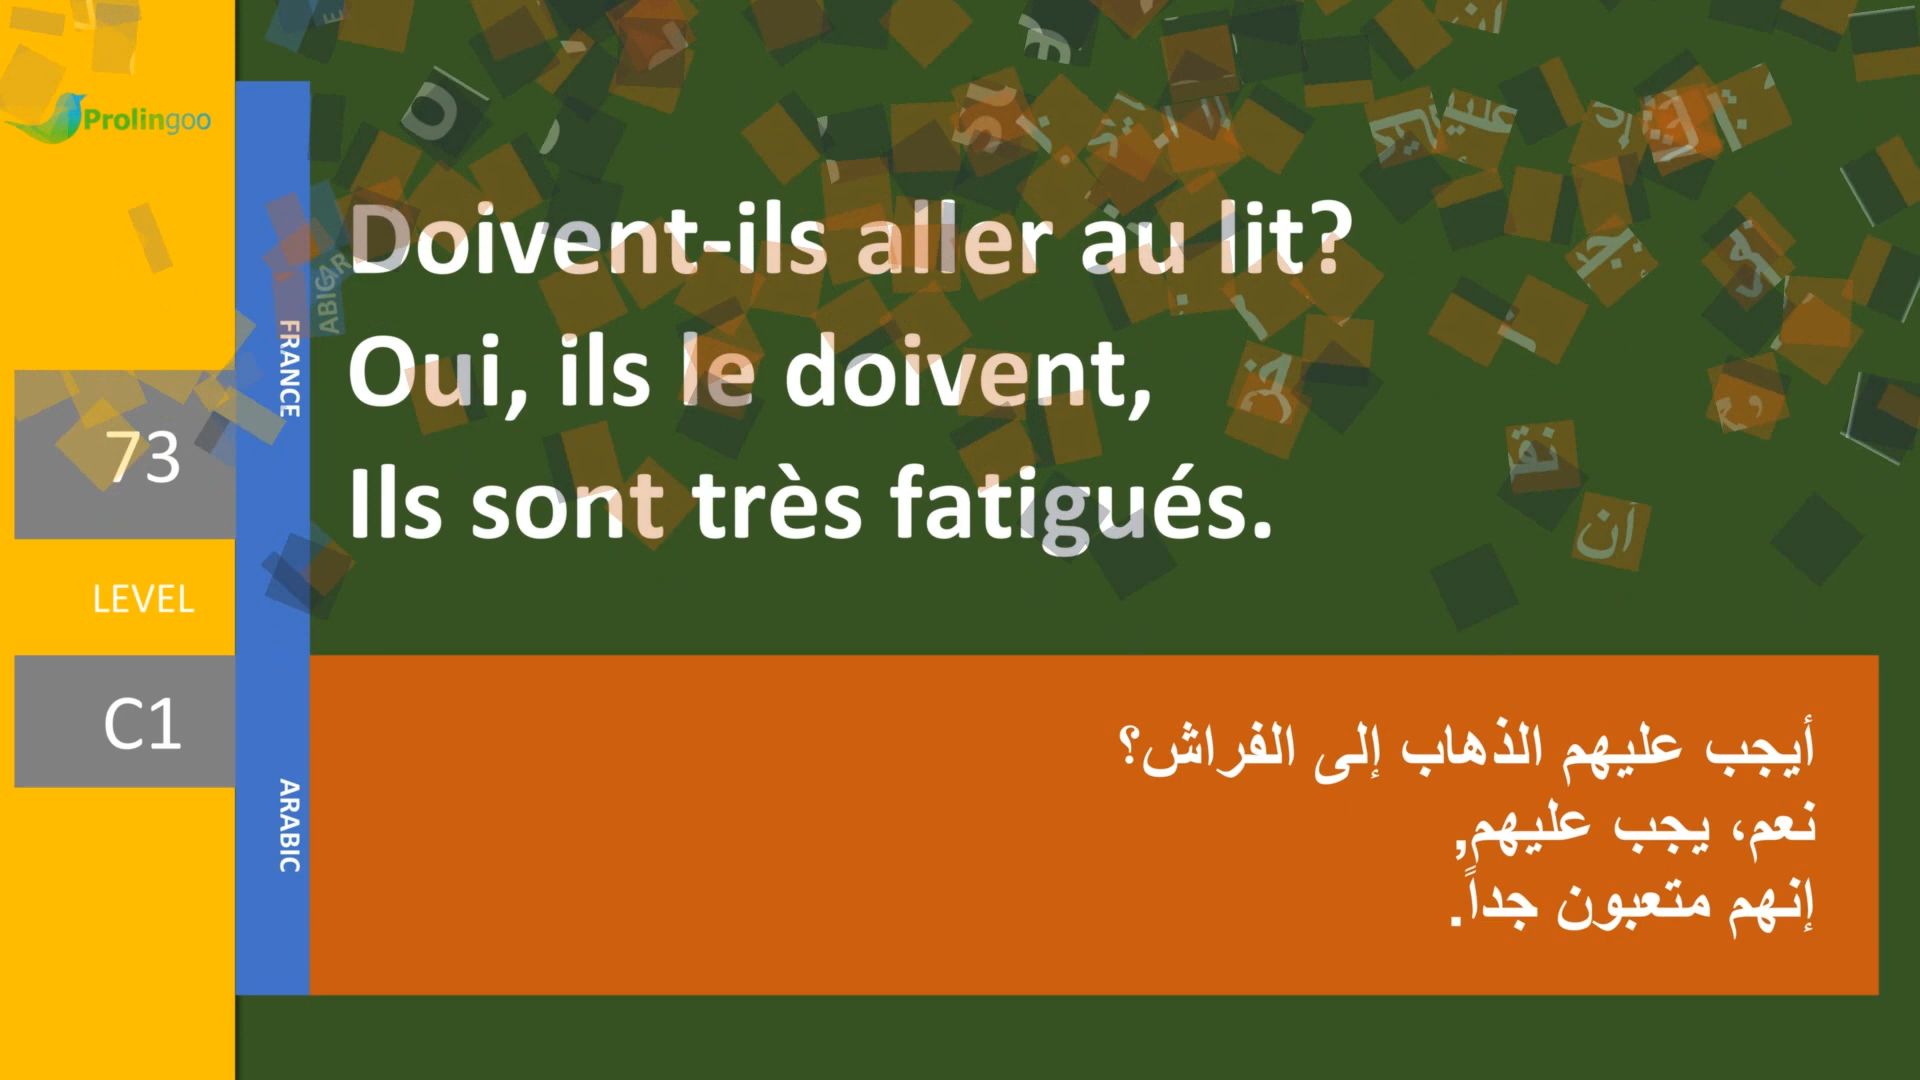 Prolingoo
73
LEVEL
C1
FRANCE
ARABIC
Doivent-ils aller au lit?
Oui, ils le doivent,
Ils sont très fatigués.
أيجب عليهم الذهاب إلى الفراش؟
نعم، يجب عليهم,
إنهم متعبون جداً.